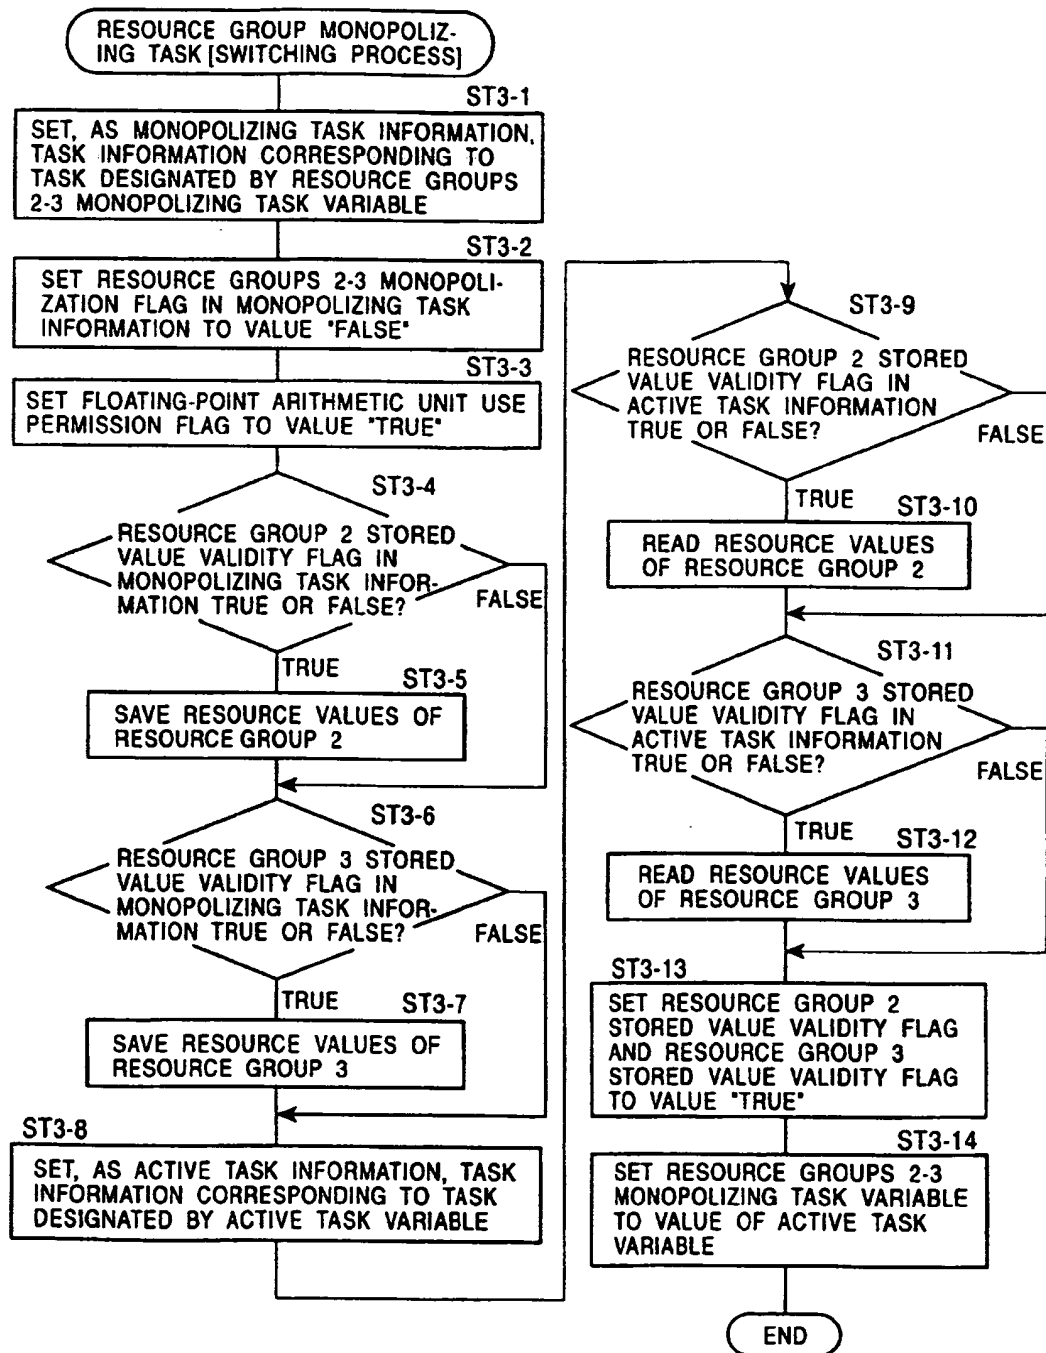 RESOURCE GROUP MONOPOLIZ-
ING TASK [SWITCHING PROCESS]
ST3-1
SET, AS MONOPOLIZING TASK INFORMATION,
TASK INFORMATION CORRESPONDING TO
TASK DESIGNATED BY RESOURCE GROUPS
2-3 MONOPOLIZING TASK VARIABLE
ST3-2
SET RESOURCE GROUPS 2-3 MONOPOLI-
ZATION FLAG IN MONOPOLIZING TASK
INFORMATION TO VALUE "FALSE"
ST3-3
SET FLOATING-POINT ARITHMETIC UNIT USE
PERMISSION FLAG TO VALUE "TRUE"
ST3-4
RESOURCE GROUP 2 STORED
VALUE VALIDITY FLAG IN
MONOPOLIZING TASK INFOR-
MATION TRUE OR FALSE?
FALSE
TRUE
ST3-5
SAVE RESOURCE VALUES OF
RESOURCE GROUP 2
ST3-6
RESOURCE GROUP 3 STORED
VALUE VALIDITY FLAG IN
MONOPOLIZING TASK INFOR-
MATION TRUE OR FALSE?
FALSE
TRUE
ST3-7
SAVE RESOURCE VALUES OF
RESOURCE GROUP 3
ST3-8
SET, AS ACTIVE TASK INFORMATION, TASK
INFORMATION CORRESPONDING TO TASK
DESIGNATED BY ACTIVE TASK VARIABLE
ST3-9
RESOURCE GROUP 2 STORED
VALUE VALIDITY FLAG IN
ACTIVE TASK INFORMATION
TRUE OR FALSE?
FALSE
TRUE
ST3-10
READ RESOURCE VALUES
OF RESOURCE GROUP 2
ST3-11
RESOURCE GROUP 3 STORED
VALUE VALIDITY FLAG IN
ACTIVE TASK INFORMATION
TRUE OR FALSE?
FALSE
TRUE
ST3-12
READ RESOURCE VALUES
OF RESOURCE GROUP 3
ST3-13
SET RESOURCE GROUP 2
STORED VALUE VALIDITY FLAG
AND RESOURCE GROUP 3
STORED VALUE VALIDITY FLAG
TO VALUE "TRUE"
ST3-14
SET RESOURCE GROUPS 2-3
MONOPOLIZING TASK VARIABLE
TO VALUE OF ACTIVE TASK
VARIABLE
END